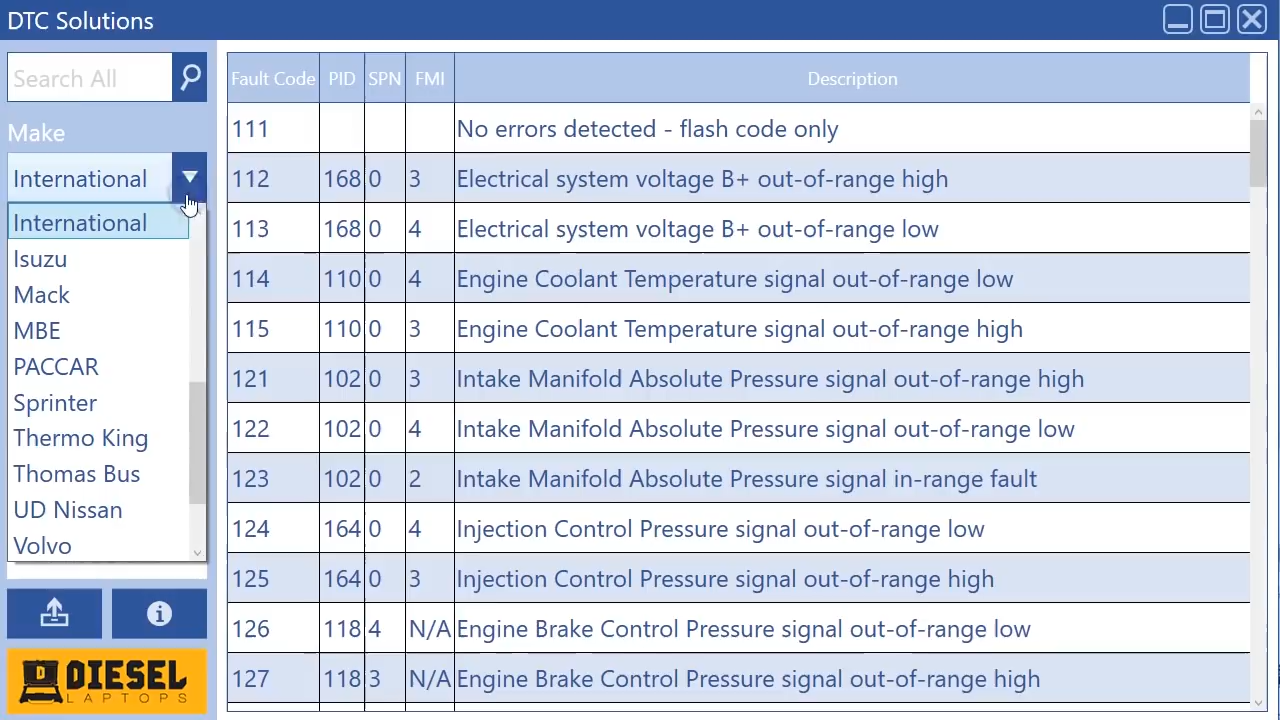 DTC Solutions
Search All
Make
International
International
Isuzu
Mack
MBE
PACCAR
Sprinter
Thermo King
Thomas Bus
UD Nissan
Volvo
DIESEL
LAPTOPS
Fault Code PID SPN FMI Description
111 No errors detected - flash code only
112 168 0 3 Electrical system voltage B+ out-of-range high
113 168 0 4 Electrical system voltage B+ out-of-range low
114 110 0 4 Engine Coolant Temperature signal out-of-range low
115 110 0 3 Engine Coolant Temperature signal out-of-range high
121 102 0 3 Intake Manifold Absolute Pressure signal out-of-range high
122 102 0 4 Intake Manifold Absolute Pressure signal out-of-range low
123 102 0 2 Intake Manifold Absolute Pressure signal in-range fault
124 164 0 4 Injection Control Pressure signal out-of-range low
125 164 0 3 Injection Control Pressure signal out-of-range high
126 118 4 N/A Engine Brake Control Pressure signal out-of-range low
127 118 3 N/A Engine Brake Control Pressure signal out-of-range high